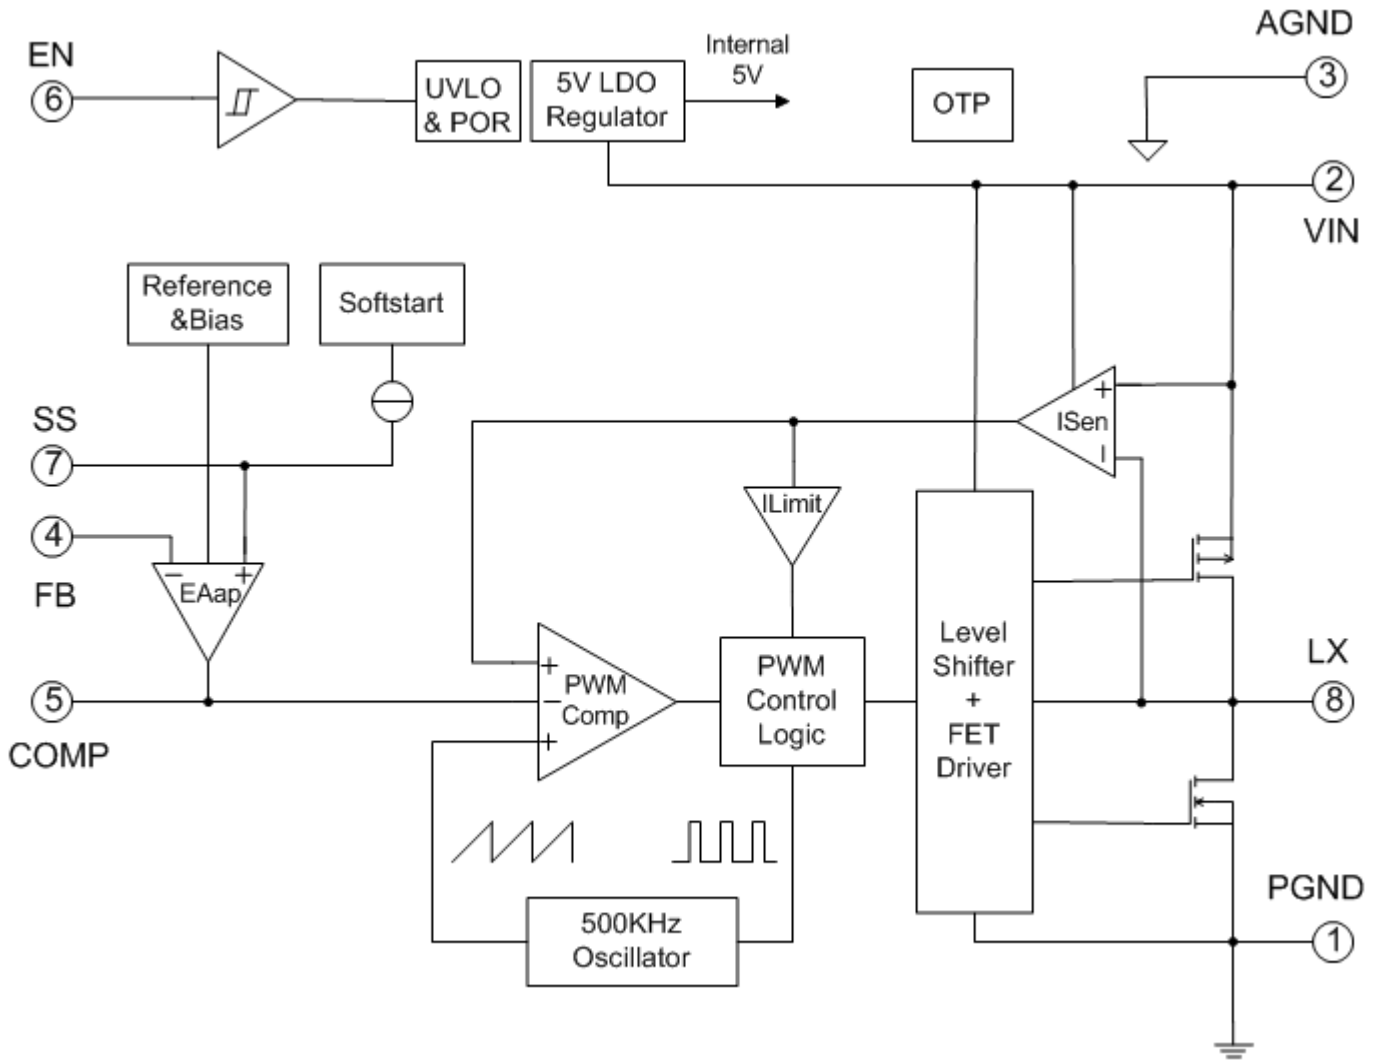 EN
6
UVLO
& POR
5V LDO
Regulator
Internal
5V
OTP
AGND
3
2
VIN
Reference
&Bias
Softstart
SS
7
4
FB
− +
EAap
5
COMP
+
ISen
−
ILimit
+
PWM
−
Comp
+
PWM
Control
Logic
Level
Shifter
+
FET
Driver
LX
8
500KHz
Oscillator
PGND
1